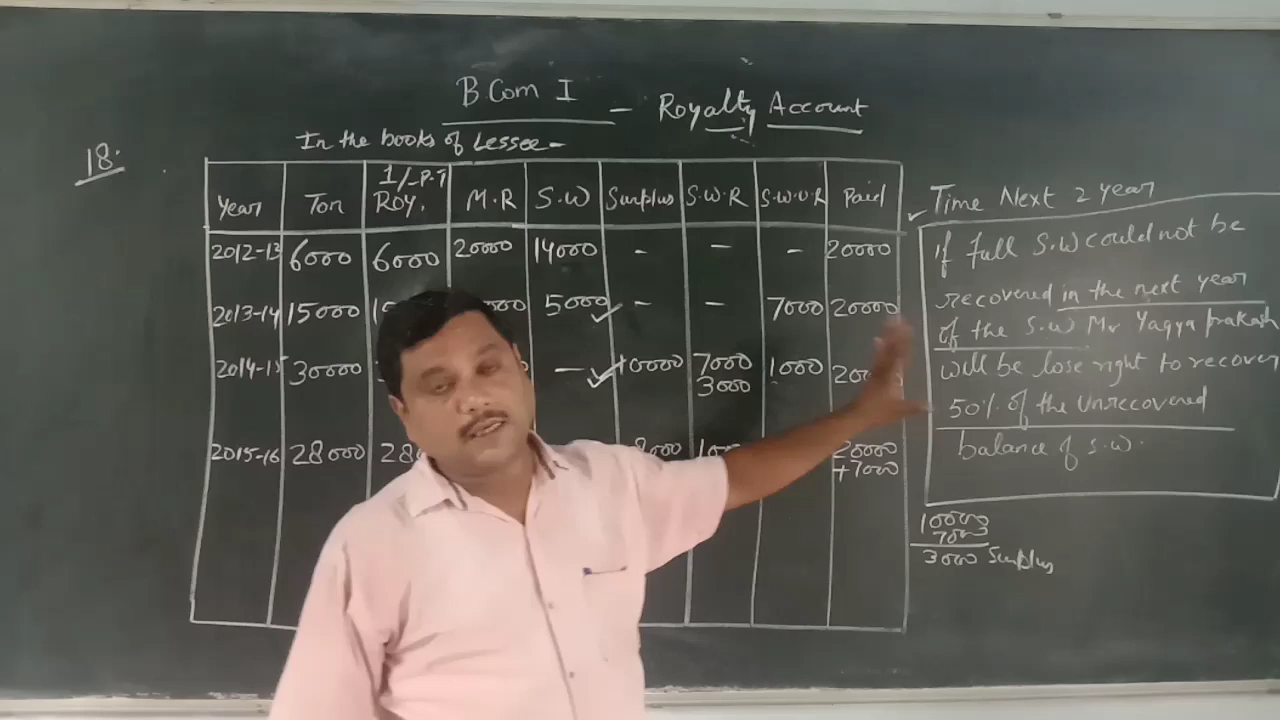 B.Com I - Royalty Account
18.
In the books of Lessee -
Year Ton 1/- P.T Roy. M.R S.W Surplus S.W.R S.W.U.R Paid
2012-13 6000 6000 20000 14000 - - - 20000
2013-14 15000 5000 - - 7000 20000
2014-15 30000 - 10000 7000 1000
3000
2015-16 28000 20000
+7000
Time Next 2 year
If full S.W could not be
recovered in the next year
of the S.W Mr Yagya Prakash
will be lose right to recover
50% of the unrecovered
balance of S.W.
10000
7000
3000 Surplus